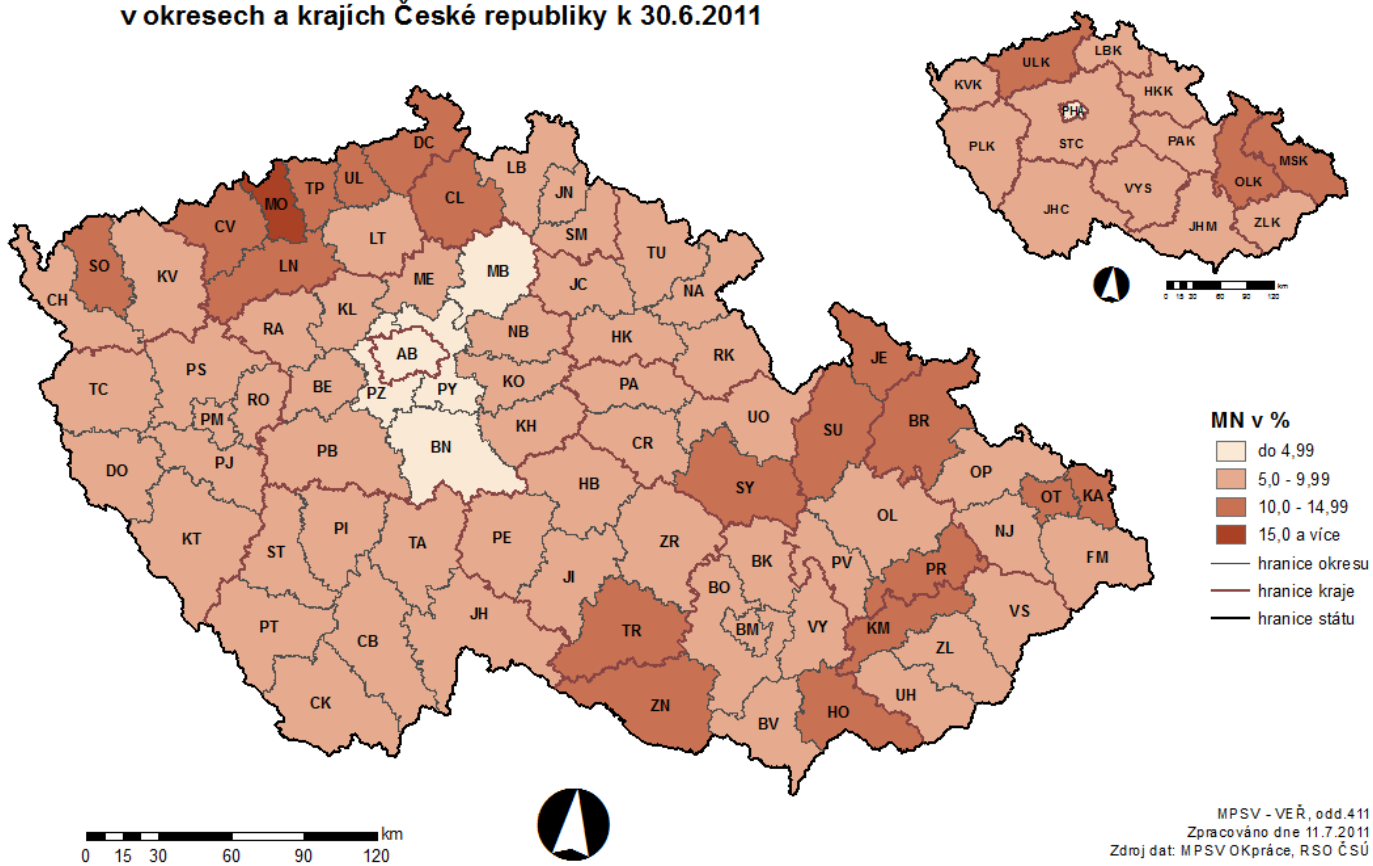 v okresech a krajích České republiky k 30.6.2011
ULK
LBK
KVK
HKK
PHA
PLK
STC
PAK
MSK
OLK
VYS
JHC
JHM
ZLK
km
0 15 30 60 90 120
DC
LB
TP
UL
MO
CL
JN
CV
LT
SM
TU
SO
KV
LN
ME
MB
JC
NA
CH
KL
RA
NB
HK
AB
RK
JE
TC
PS
BE
PZ
PY
KO
PA
RO
PM
UO
SU
BR
KH
CR
BN
PB
DO
PJ
OP
HB
SY
OT
KA
OL
KT
ST
PI
TA
PE
ZR
NJ
FM
BK
PV
PR
JI
BO
VS
JH
PT
CB
TR
BM
VY
KM
ZL
CK
ZN
UH
BV
HO
MN v %
do 4,99
5,0 - 9,99
10,0 - 14,99
15,0 a více
hranice okresu
hranice kraje
hranice státu
km
0 15 30 60 90 120
MPSV - VEŘ, odd.411
Zpracováno dne 11.7.2011
Zdroj dat: MPSV OKpráce, RSO ČSÚ